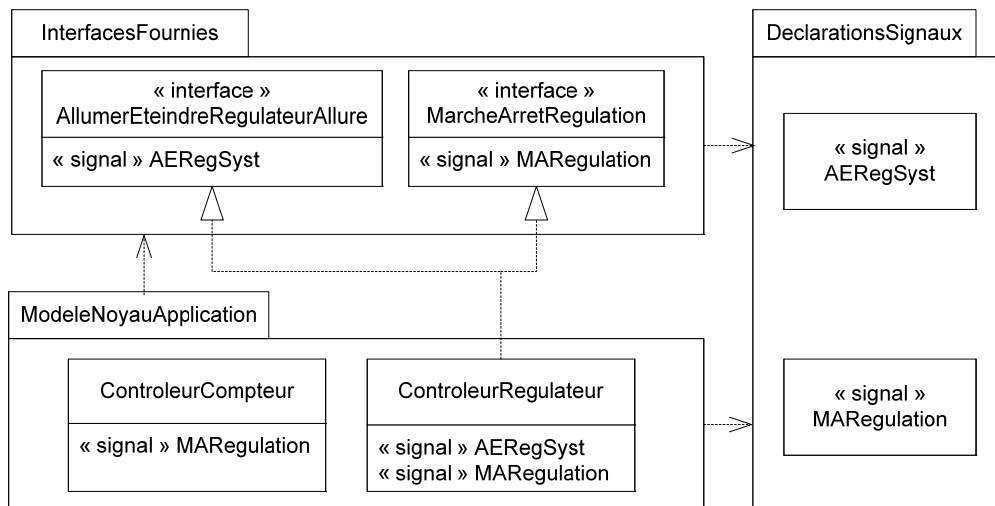 InterfacesFournies
« interface »
AllumerEteindreRegulateurAllure
« signal » AERegSyst
« interface »
MarcheArretRegulation
« signal » MARegulation
DeclarationsSignaux
« signal »
AERegSyst
« signal »
MARegulation
ModeleNoyauApplication
ControleurCompteur
« signal » MARegulation
ControleurRegulateur
« signal » AERegSyst
« signal » MARegulation